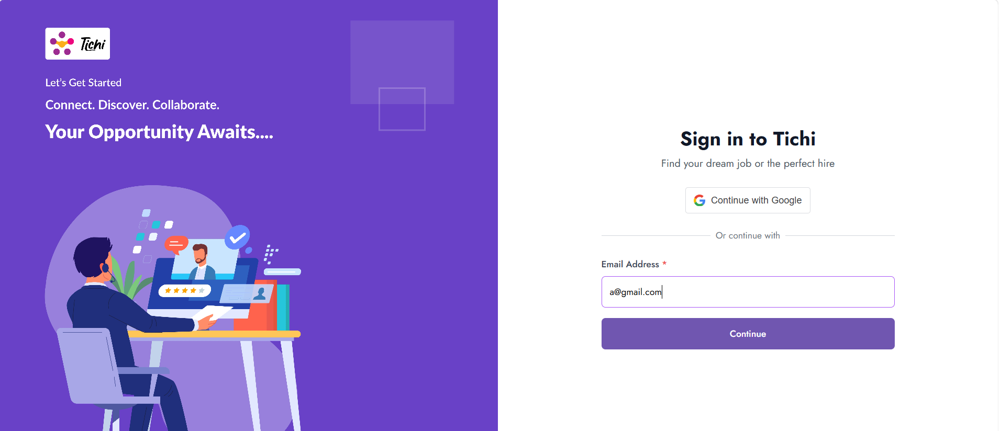 Tichi
Let's Get Started
Connect. Discover. Collaborate.
Your Opportunity Awaits....
Sign in to Tichi
Find your dream job or the perfect hire
Continue with Google
Or continue with
Email Address *
a@gmail.com
Continue